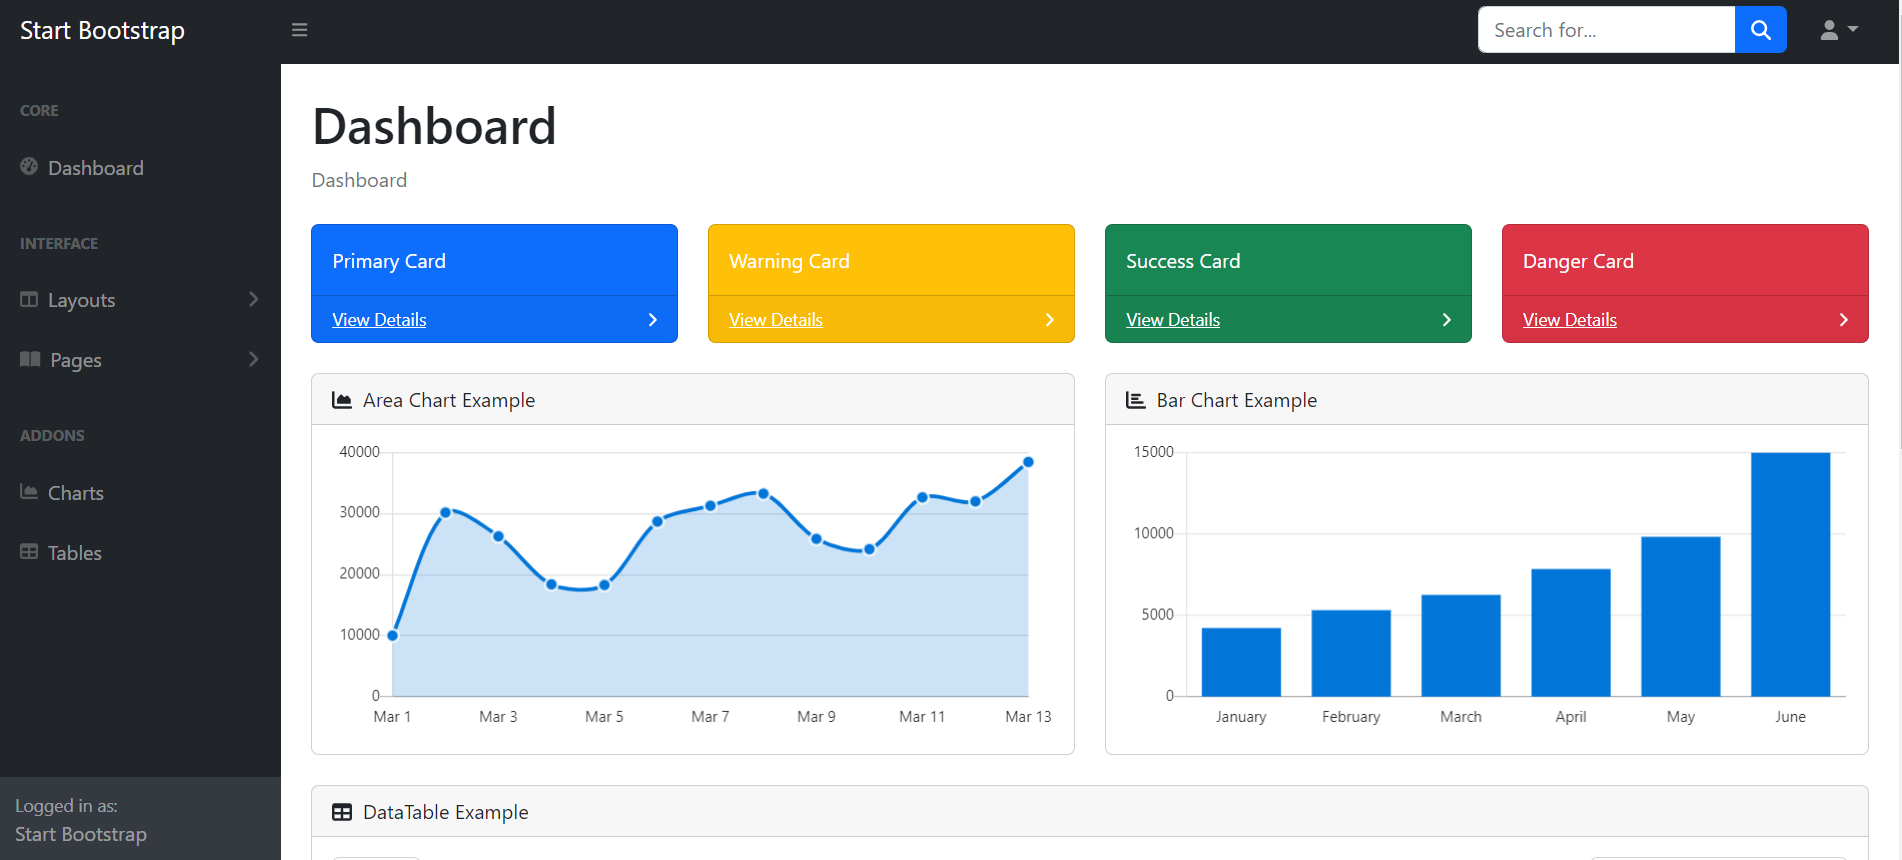 Start Bootstrap
Search for...
CORE
Dashboard
INTERFACE
Layouts
Pages
ADDONS
Charts
Tables
Logged in as:
Start Bootstrap
Dashboard
Dashboard
Primary Card
View Details
Warning Card
View Details
Success Card
View Details
Danger Card
View Details
Area Chart Example
40000
30000
20000
10000
0
Mar 1 Mar 3 Mar 5 Mar 7 Mar 9 Mar 11 Mar 13
Bar Chart Example
15000
10000
5000
0
January February March April May June
DataTable Example